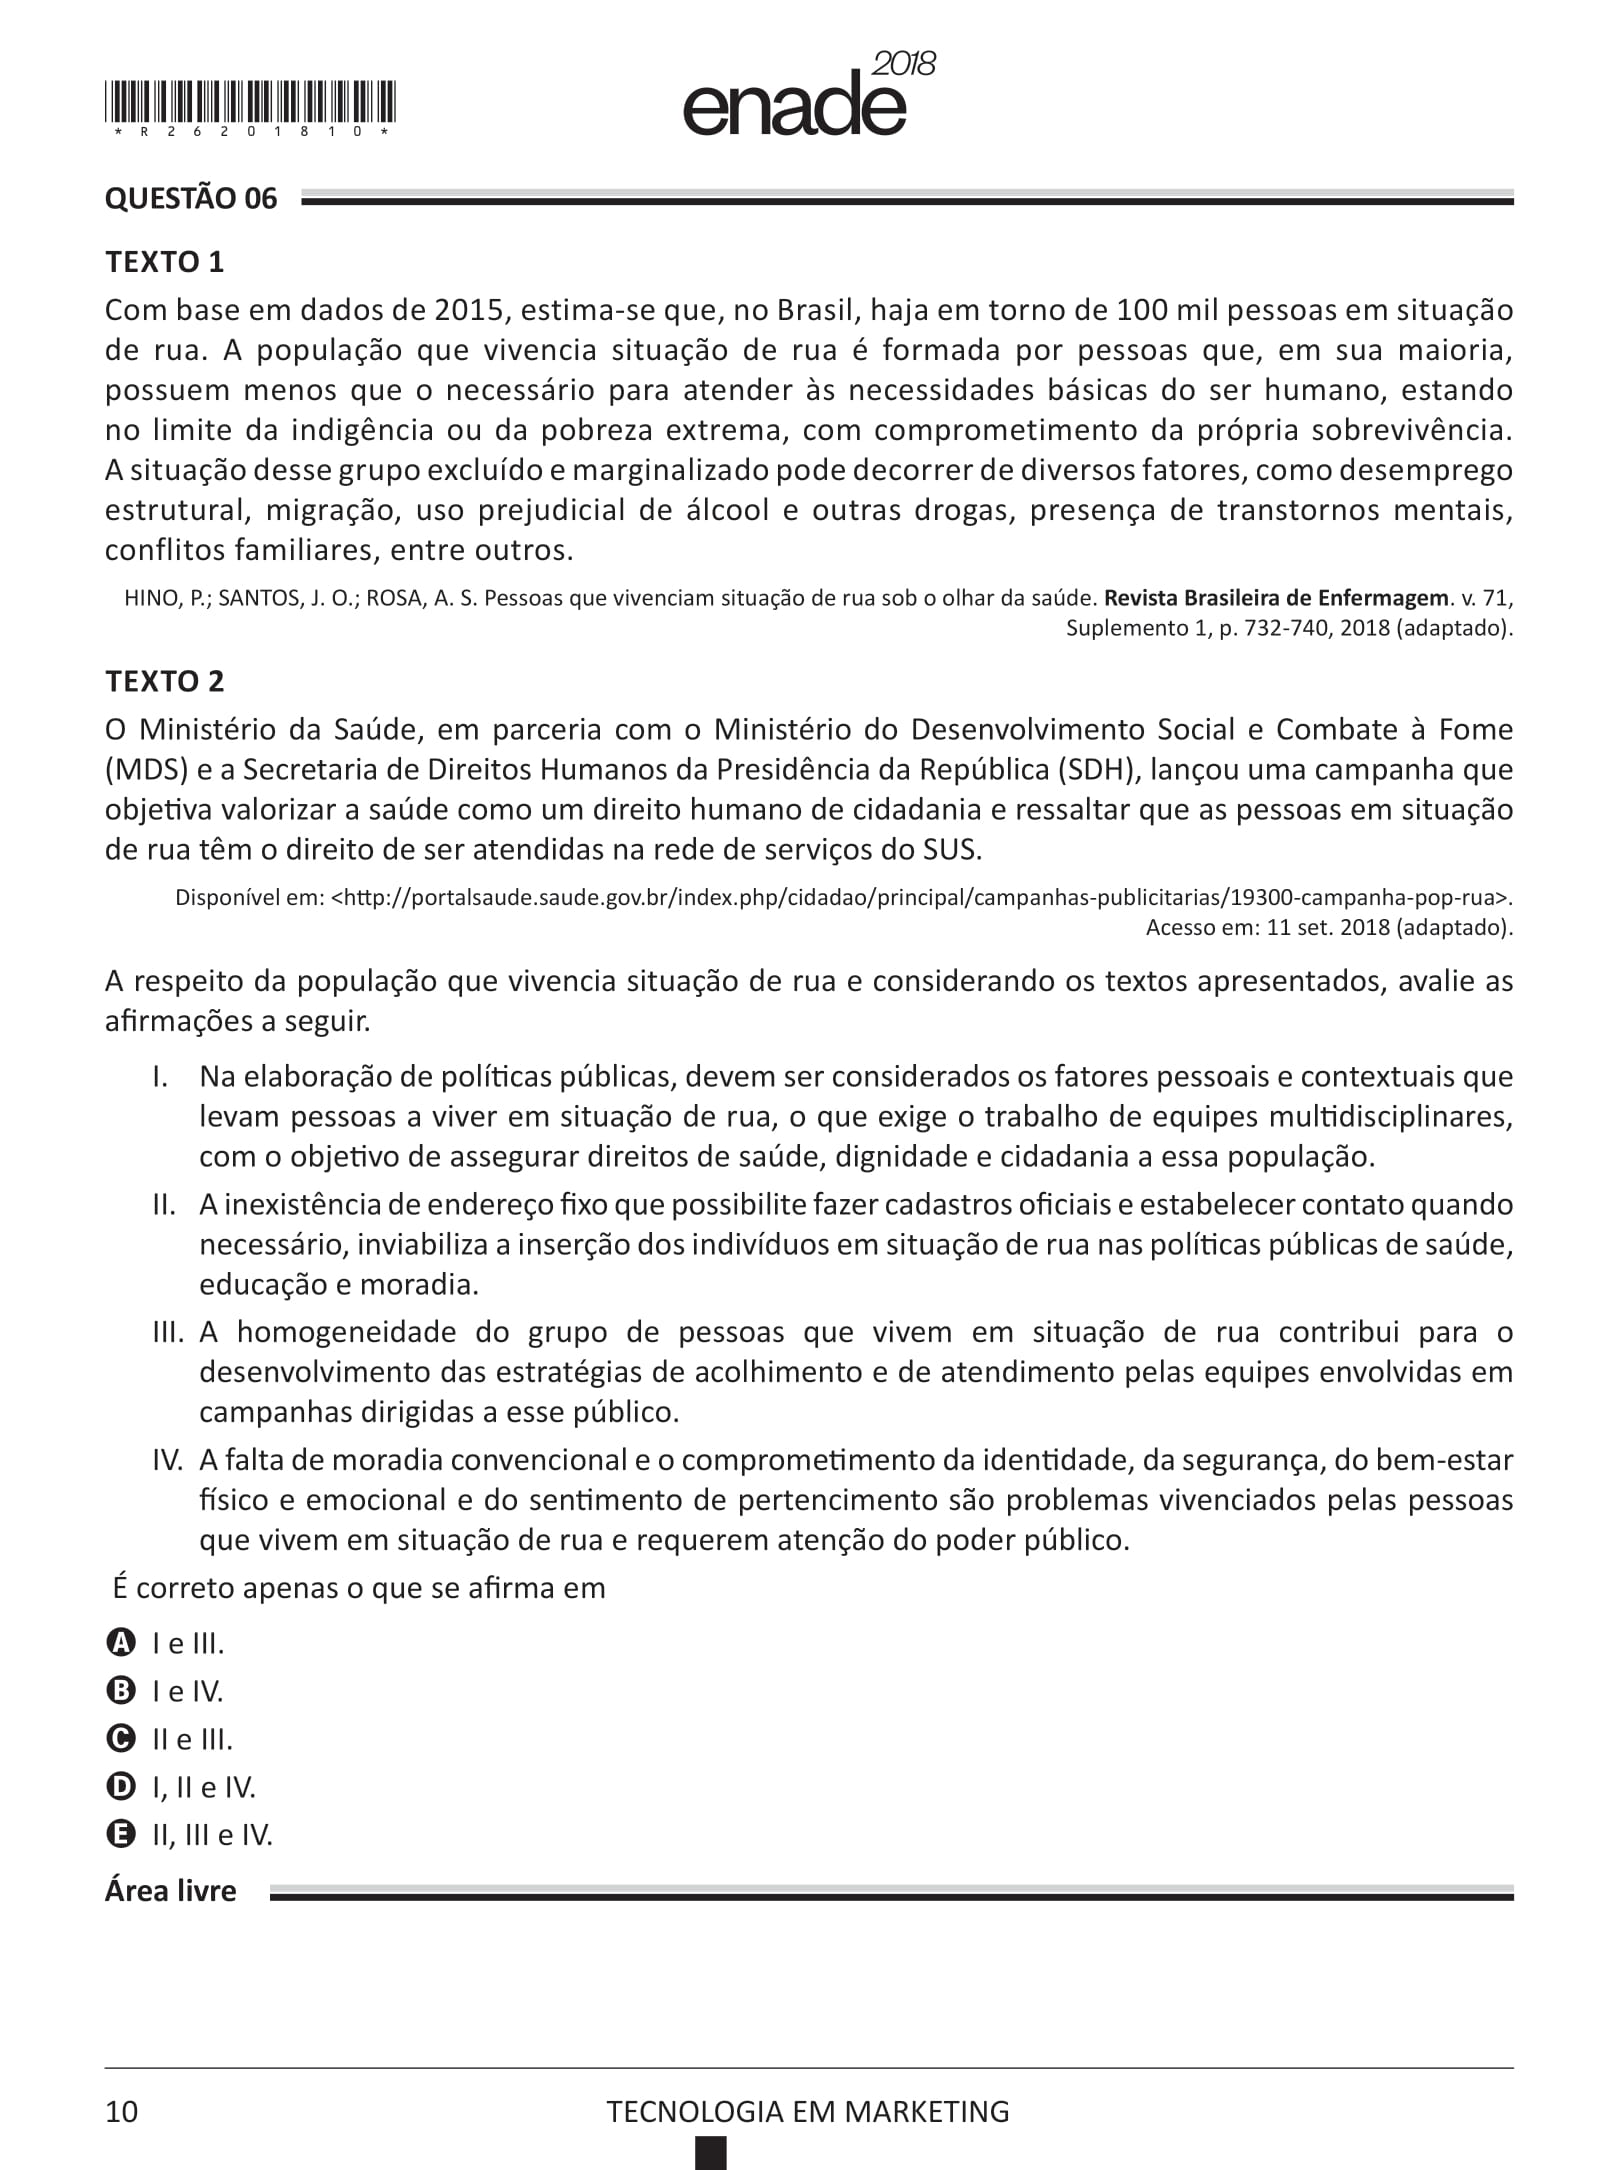 enade 2018
* R 2 6 2 0 1 8 1 0 *
QUESTÃO 06
TEXTO 1
Com base em dados de 2015, estima-se que, no Brasil, haja em torno de 100 mil pessoas em situação
de rua. A população que vivencia situação de rua é formada por pessoas que, em sua maioria,
possuem menos que o necessário para atender às necessidades básicas do ser humano, estando
no limite da indigência ou da pobreza extrema, com comprometimento da própria sobrevivência.
A situação desse grupo excluído e marginalizado pode decorrer de diversos fatores, como desemprego
estrutural, migração, uso prejudicial de álcool e outras drogas, presença de transtornos mentais,
conflitos familiares, entre outros.
HINO, P.; SANTOS, J. O.; ROSA, A. S. Pessoas que vivenciam situação de rua sob o olhar da saúde. Revista Brasileira de Enfermagem. v. 71,
Suplemento 1, p. 732-740, 2018 (adaptado).
TEXTO 2
O Ministério da Saúde, em parceria com o Ministério do Desenvolvimento Social e Combate à Fome
(MDS) e a Secretaria de Direitos Humanos da Presidência da República (SDH), lançou uma campanha que
objetiva valorizar a saúde como um direito humano de cidadania e ressaltar que as pessoas em situação
de rua têm o direito de ser atendidas na rede de serviços do SUS.
Disponível em: <http://portalsaude.saude.gov.br/index.php/cidadao/principal/campanhas-publicitarias/19300-campanha-pop-rua>.
Acesso em: 11 set. 2018 (adaptado).
A respeito da população que vivencia situação de rua e considerando os textos apresentados, avalie as
afirmações a seguir.
I. Na elaboração de políticas públicas, devem ser considerados os fatores pessoais e contextuais que
levam pessoas a viver em situação de rua, o que exige o trabalho de equipes multidisciplinares,
com o objetivo de assegurar direitos de saúde, dignidade e cidadania a essa população.
II. A inexistência de endereço fixo que possibilite fazer cadastros oficiais e estabelecer contato quando
necessário, inviabiliza a inserção dos indivíduos em situação de rua nas políticas públicas de saúde,
educação e moradia.
III. A homogeneidade do grupo de pessoas que vivem em situação de rua contribui para o
desenvolvimento das estratégias de acolhimento e de atendimento pelas equipes envolvidas em
campanhas dirigidas a esse público.
IV. A falta de moradia convencional e o comprometimento da identidade, da segurança, do bem-estar
físico e emocional e do sentimento de pertencimento são problemas vivenciados pelas pessoas
que vivem em situação de rua e requerem atenção do poder público.
É correto apenas o que se afirma em
A I e III.
B I e IV.
C II e III.
D I, II e IV.
E II, III e IV.
Área livre
10
TECNOLOGIA EM MARKETING